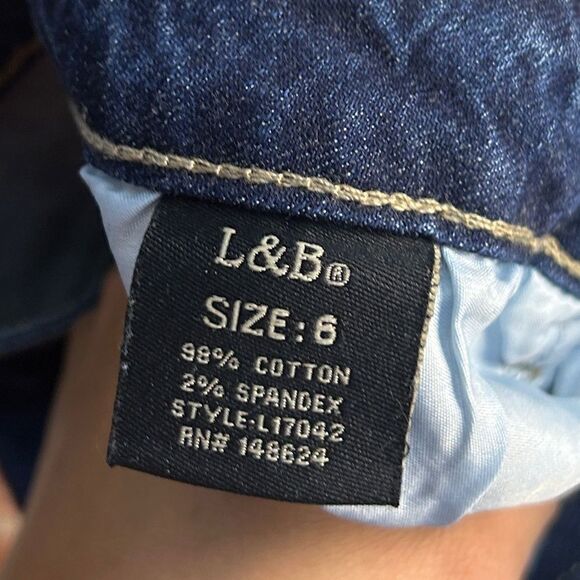 L&B®
SIZE: 6
98% COTTON
2% SPANDEX
STYLE:L17042
RN# 148624